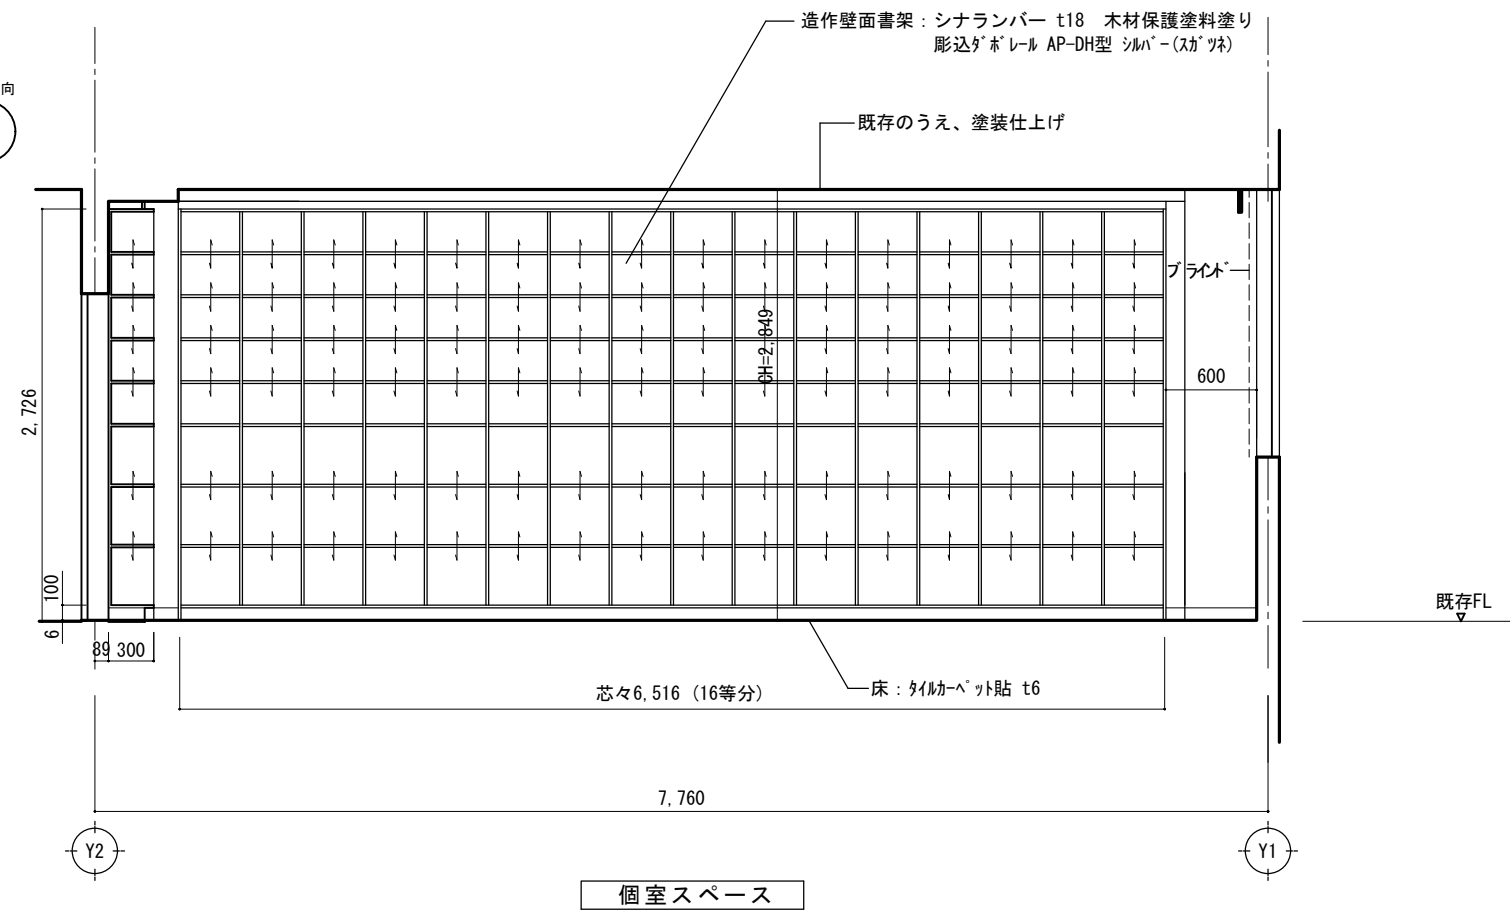 造作壁面書架：シナランバー t18　木材保護塗料塗り
彫込ﾀﾞﾎﾞﾚｰﾙ AP-DH型 ｼﾙﾊﾞｰ(ｽｶﾞﾂﾈ)
向
既存のうえ、塗装仕上げ
ﾌﾞﾗｲﾝﾄﾞ
CH=2,849
600
2,726
100
6
既存FL
89
300
芯々6,516 (16等分)
床：ﾀｲﾙｶｰﾍﾟｯﾄ貼 t6
7,760
Y2
Y1
個室スペース